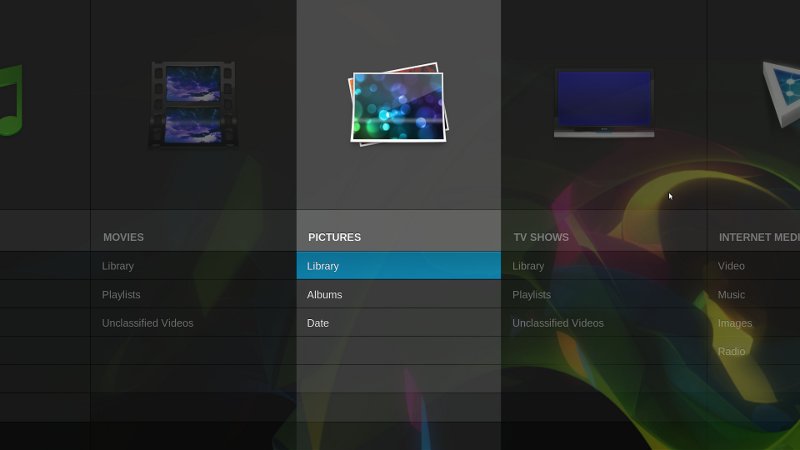 MOVIES
Library
Playlists
Unclassified Videos
PICTURES
Library
Albums
Date
TV SHOWS
Library
Playlists
Unclassified Videos
INTERNET MEDI
Video
Music
Images
Radio